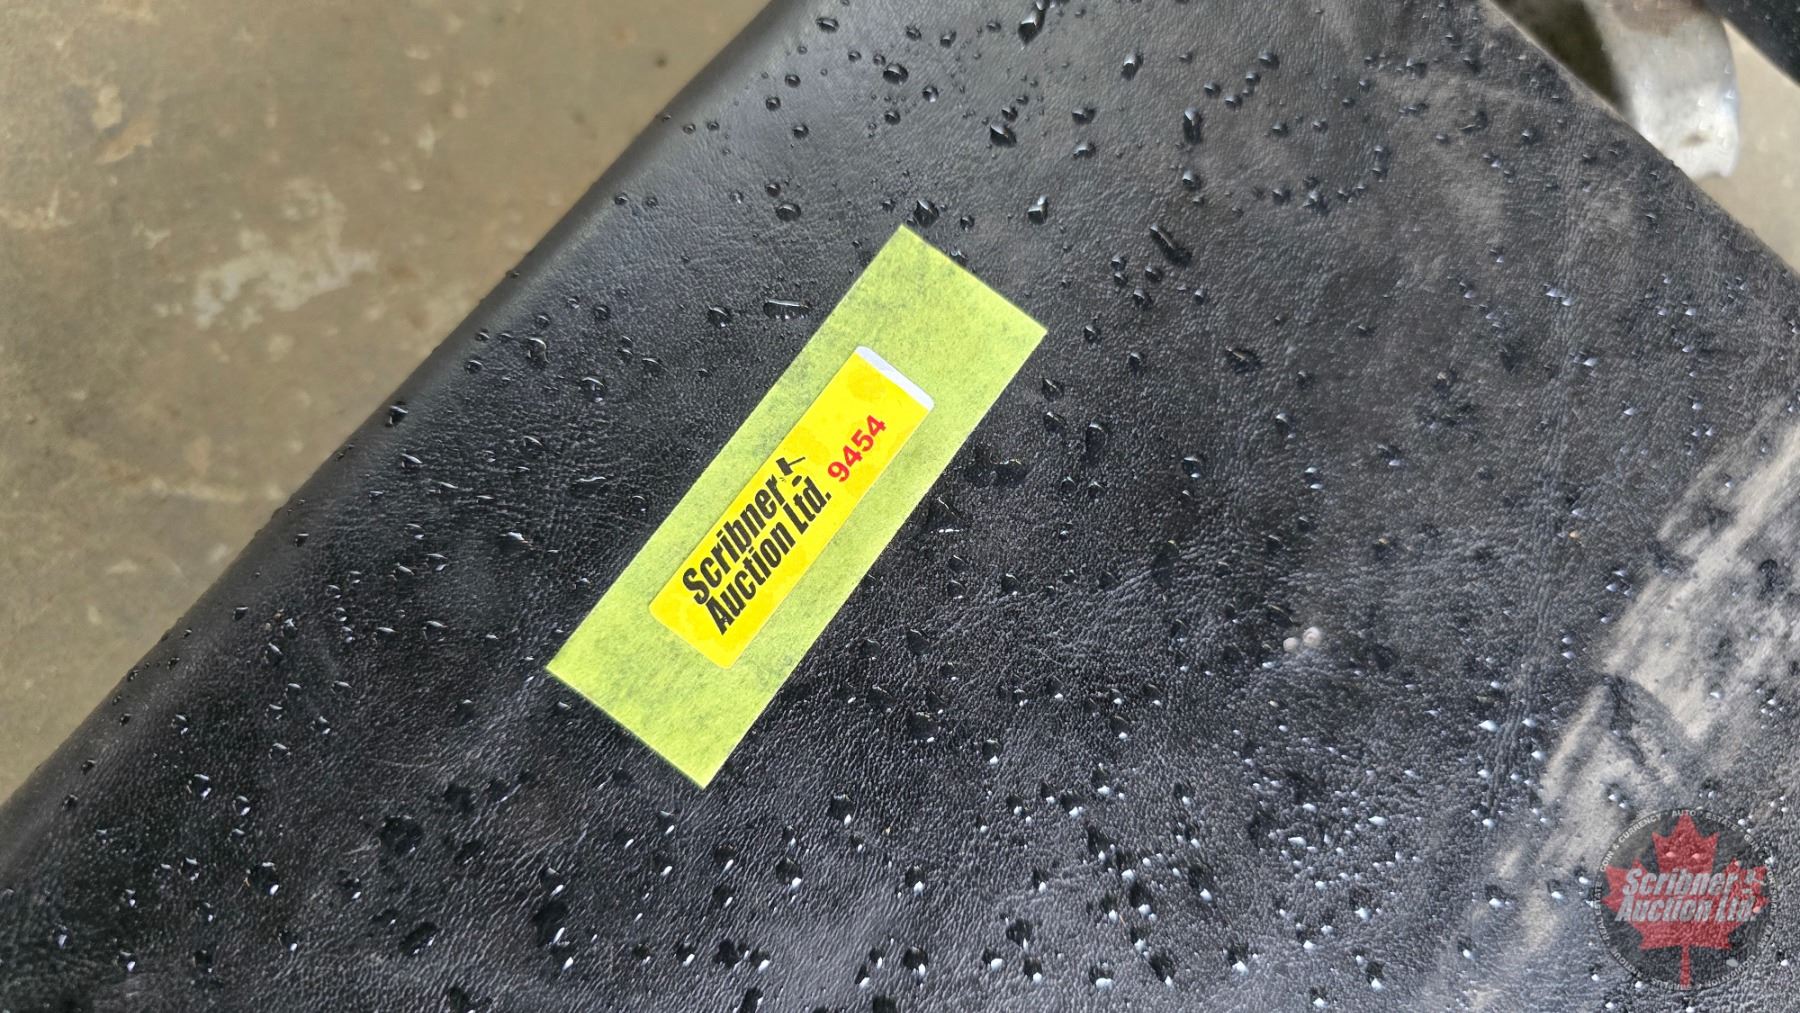 Scribner
Auction Ltd.
9454
Scribner
Auction Ltd.